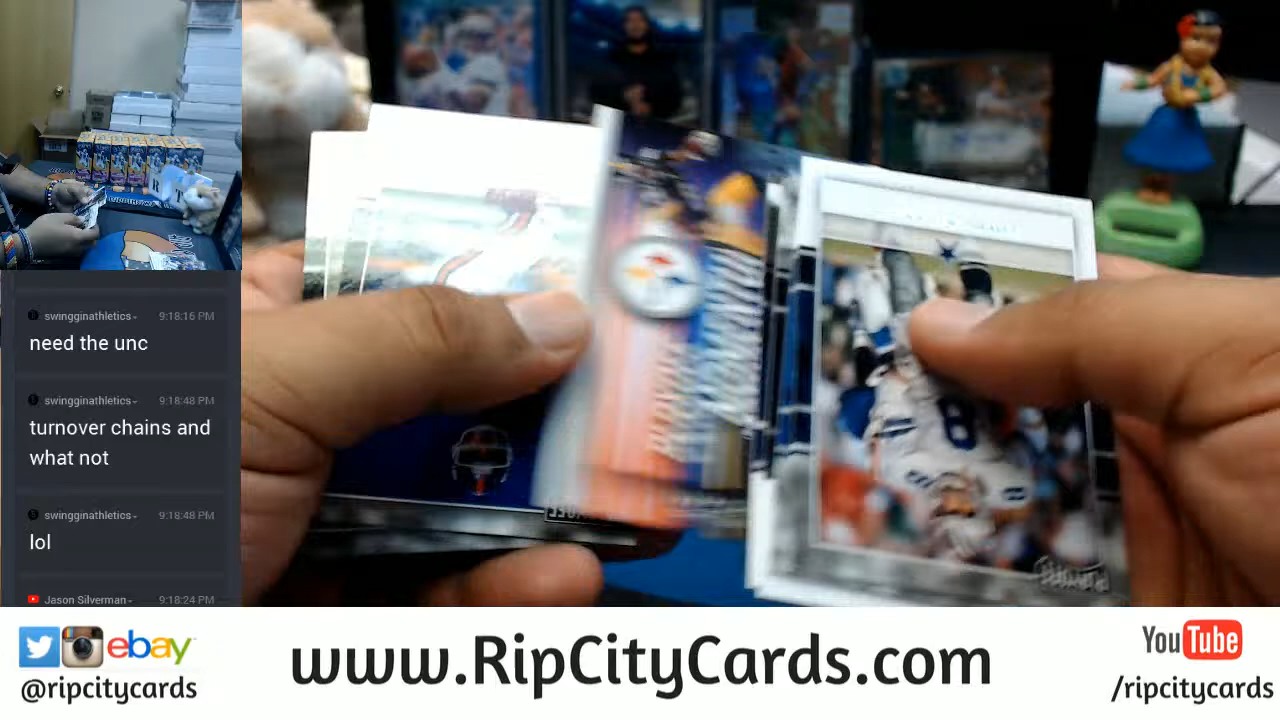 swingginathletics
9:18:16 PM
need the unc
swingginathletics
9:18:48 PM
turnover chains and
what not
swingginathletics
9:18:48 PM
lol
Jason Silverman
9:18:24 PM
8
ebay
@ripcitycards
www.RipCityCards.com
YouTube
/ripcitycards